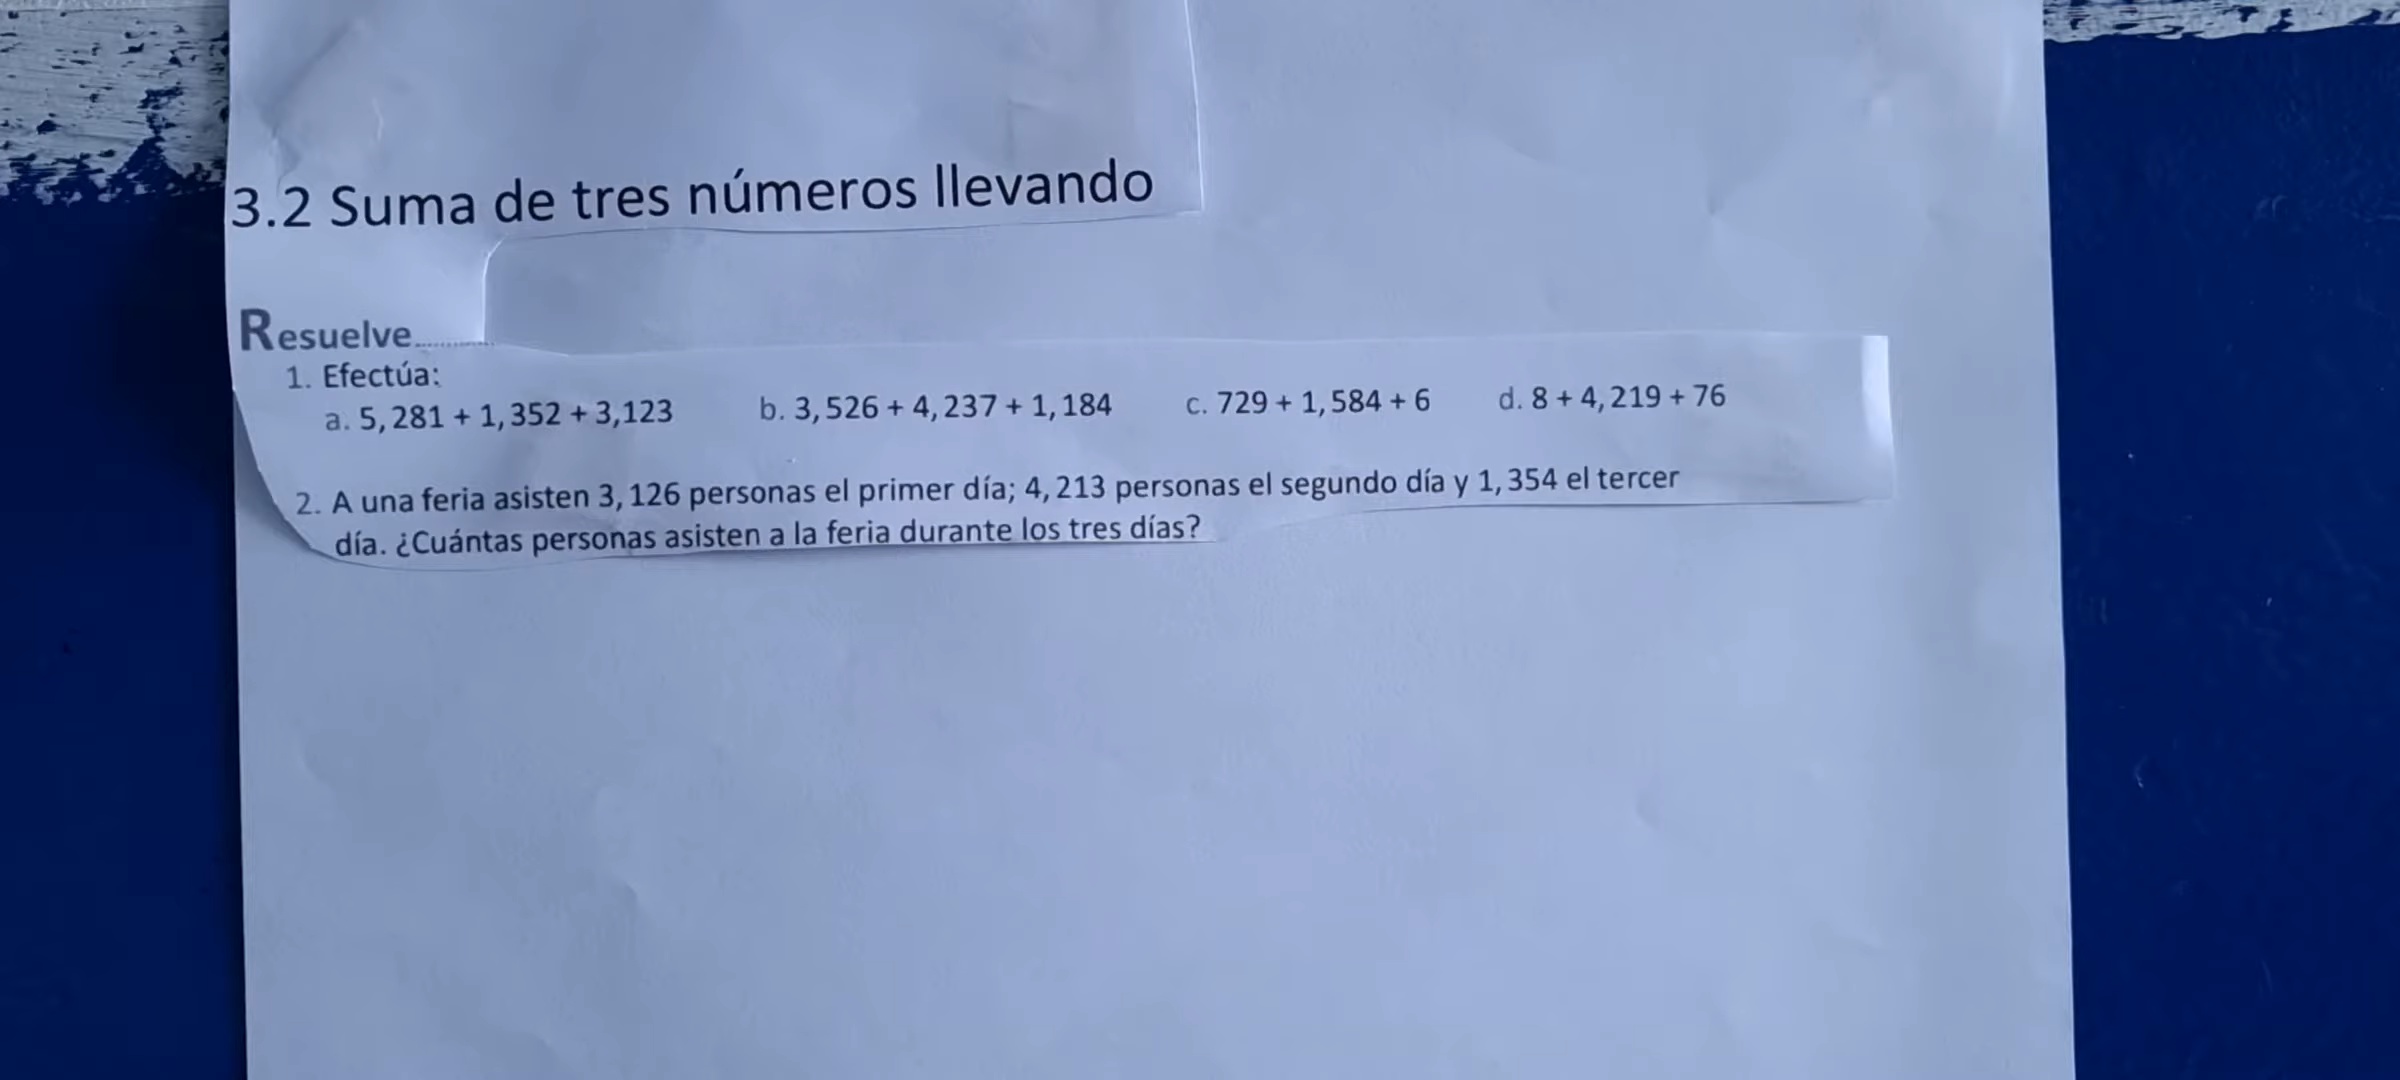 3.2 Suma de tres números llevando
Resuelve...........
1. Efectúa:
a. 5, 281 + 1, 352 + 3,123 b. 3, 526 + 4, 237 + 1, 184 c. 729 + 1, 584 + 6 d. 8 + 4, 219 + 76
2. A una feria asisten 3, 126 personas el primer día; 4, 213 personas el segundo día y 1, 354 el tercer
día. ¿Cuántas personas asisten a la feria durante los tres días?